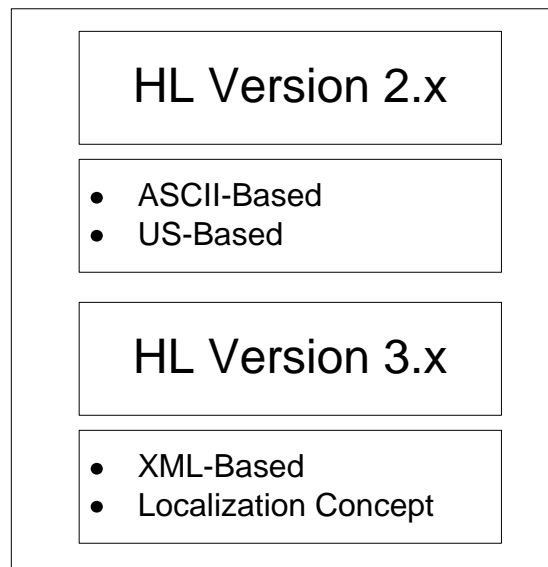 HL Version 2.x
● ASCII-Based
● US-Based
HL Version 3.x
● XML-Based
● Localization Concept